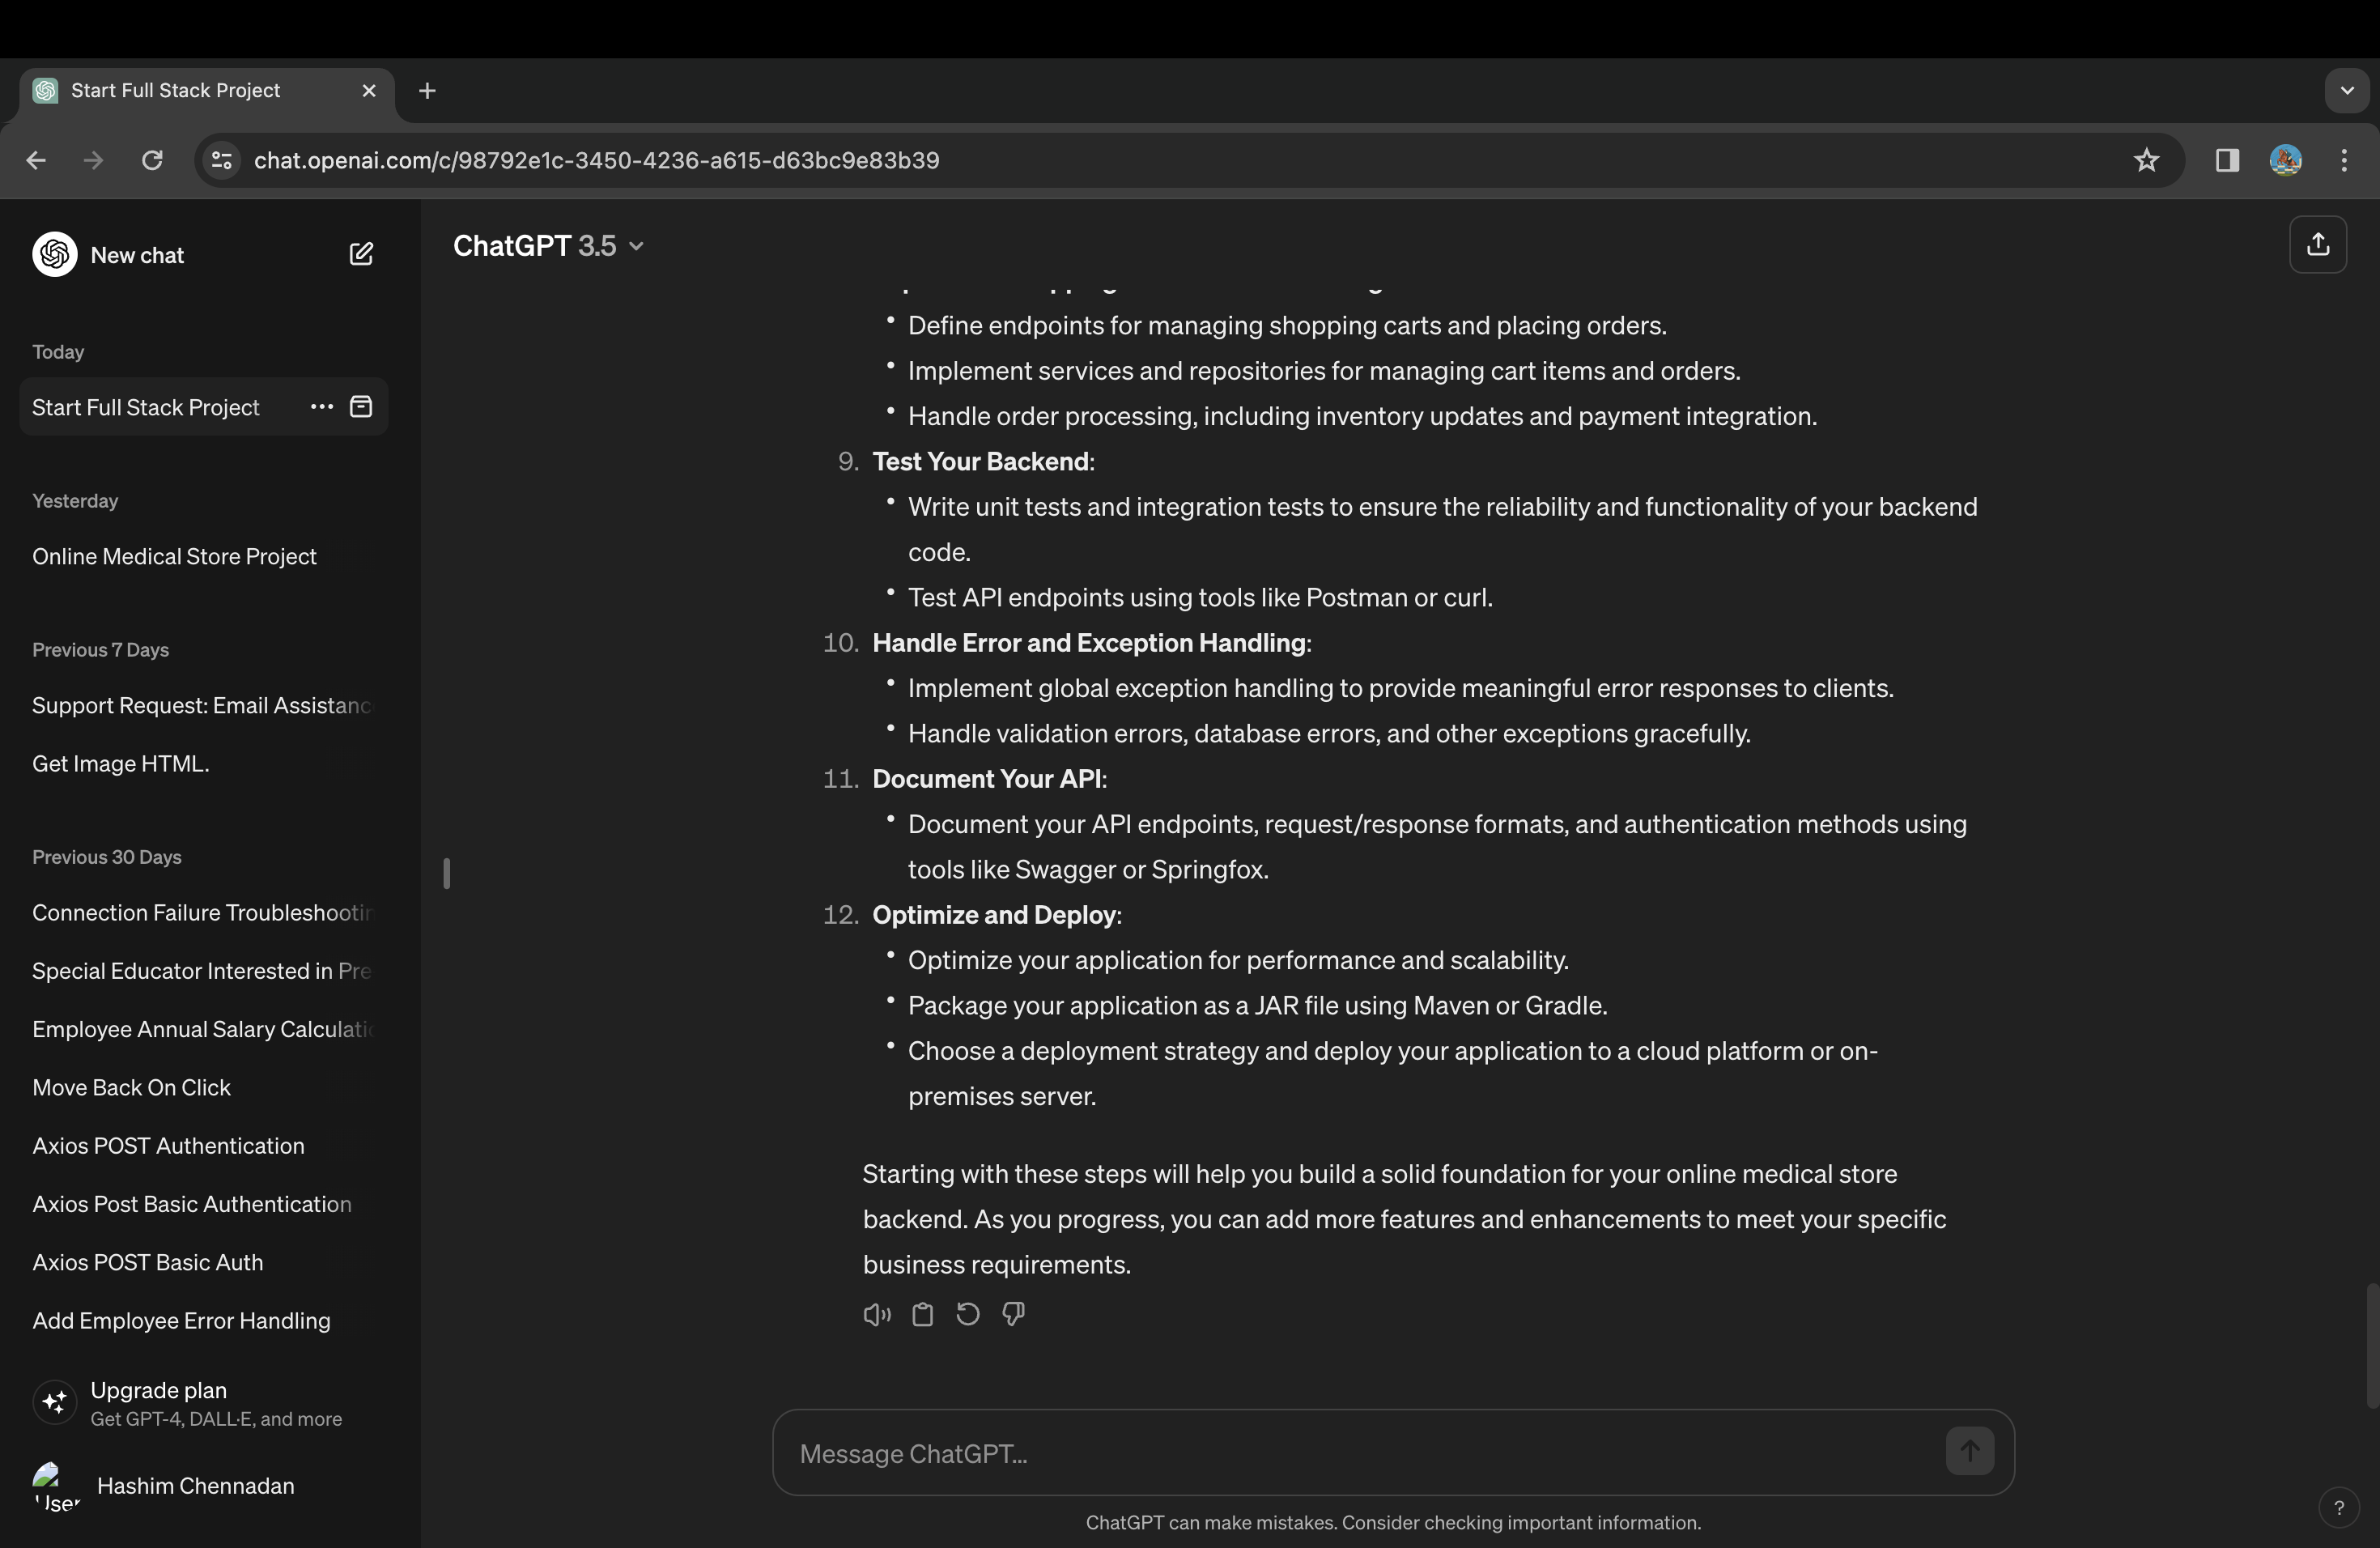 Start Full Stack Project
chat.openai.com/c/98792e1c-3450-4236-a615-d63bc9e83b39
New chat
Today
Start Full Stack Project
Yesterday
Online Medical Store Project
Previous 7 Days
Support Request: Email Assistanc
Get Image HTML.
Previous 30 Days
Connection Failure Troubleshootin
Special Educator Interested in Pre
Employee Annual Salary Calculatio
Move Back On Click
Axios POST Authentication
Axios Post Basic Authentication
Axios POST Basic Auth
Add Employee Error Handling
Upgrade plan
Get GPT-4, DALL·E, and more
User
Hashim Chennadan
ChatGPT 3.5
• Define endpoints for managing shopping carts and placing orders.
• Implement services and repositories for managing cart items and orders.
• Handle order processing, including inventory updates and payment integration.
9. Test Your Backend:
• Write unit tests and integration tests to ensure the reliability and functionality of your backend
code.
• Test API endpoints using tools like Postman or curl.
10. Handle Error and Exception Handling:
• Implement global exception handling to provide meaningful error responses to clients.
• Handle validation errors, database errors, and other exceptions gracefully.
11. Document Your API:
• Document your API endpoints, request/response formats, and authentication methods using
tools like Swagger or Springfox.
12. Optimize and Deploy:
• Optimize your application for performance and scalability.
• Package your application as a JAR file using Maven or Gradle.
• Choose a deployment strategy and deploy your application to a cloud platform or on-
premises server.
Starting with these steps will help you build a solid foundation for your online medical store
backend. As you progress, you can add more features and enhancements to meet your specific
business requirements.
Message ChatGPT...
ChatGPT can make mistakes. Consider checking important information.
?